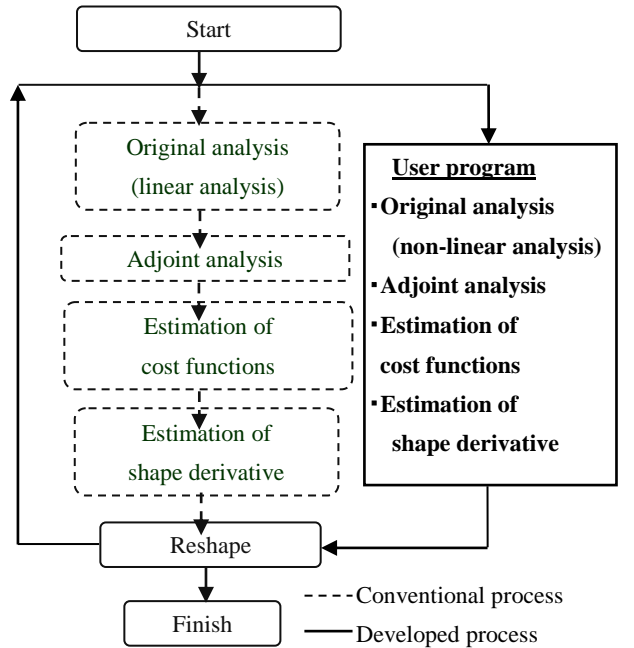 Start
Original analysis
(linear analysis)
Adjoint analysis
Estimation of
cost functions
Estimation of
shape derivative
User program
･Original analysis
(non-linear analysis)
･Adjoint analysis
･Estimation of
cost functions
･Estimation of
shape derivative
Reshape
Finish
Conventional process
Developed process